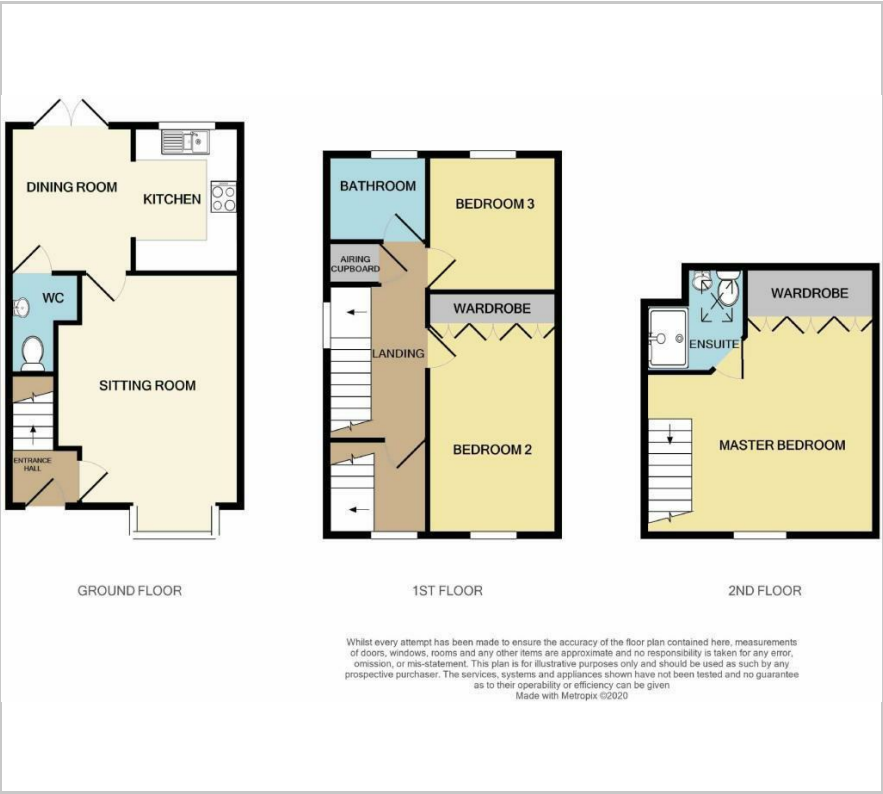 DINING ROOM
KITCHEN
WC
SITTING ROOM
ENTRANCE
HALL
GROUND FLOOR
BATHROOM
BEDROOM 3
AIRING
CUPBOARD
WARDROBE
LANDING
BEDROOM 2
1ST FLOOR
WARDROBE
ENSUITE
MASTER BEDROOM
2ND FLOOR
Whilst every attempt has been made to ensure the accuracy of the floor plan contained here, measurements
of doors, windows, rooms and any other items are approximate and no responsibility is taken for any error,
omission, or mis-statement. This plan is for illustrative purposes only and should be used as such by any
prospective purchaser. The services, systems and appliances shown have not been tested and no guarantee
as to their operability or efficiency can be given
Made with Metropix ©2020